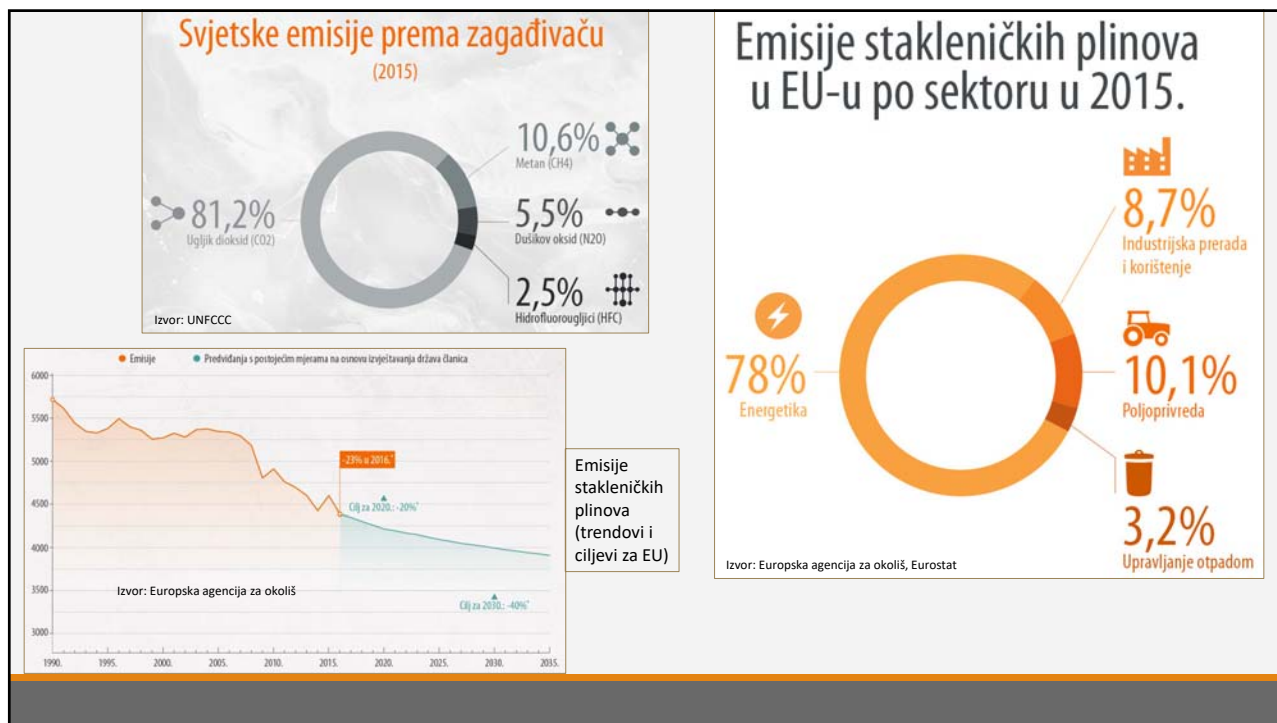 Svjetske emisije prema zagađivaču
(2015)
10,6%
Metan (CH4)
81,2%
Ugljik dioksid (CO2)
5,5%
Dušikov oksid (N2O)
2,5%
Hidrofluorougljici (HFC)
Izvor: UNFCCC
Emisije stakleničkih plinova
u EU-u po sektoru u 2015.
8,7%
Industrijska prerada
i korištenje
78%
Energetika
10,1%
Poljoprivreda
3,2%
Upravljanje otpadom
Izvor: Europska agencija za okoliš, Eurostat
Emisije
Predviđanja s postojećim mjerama na osnovu izvještavanja država članica
6000
5500
5000
4500
4000
3500
3000
-23% u 2016.*
Cilj za 2020.: -20%*
Cilj za 2030.: -40%*
Izvor: Europska agencija za okoliš
1990. 1995. 2000. 2005. 2010. 2015. 2020. 2025. 2030. 2035.
Emisije
stakleničkih
plinova
(trendovi i
ciljevi za EU)